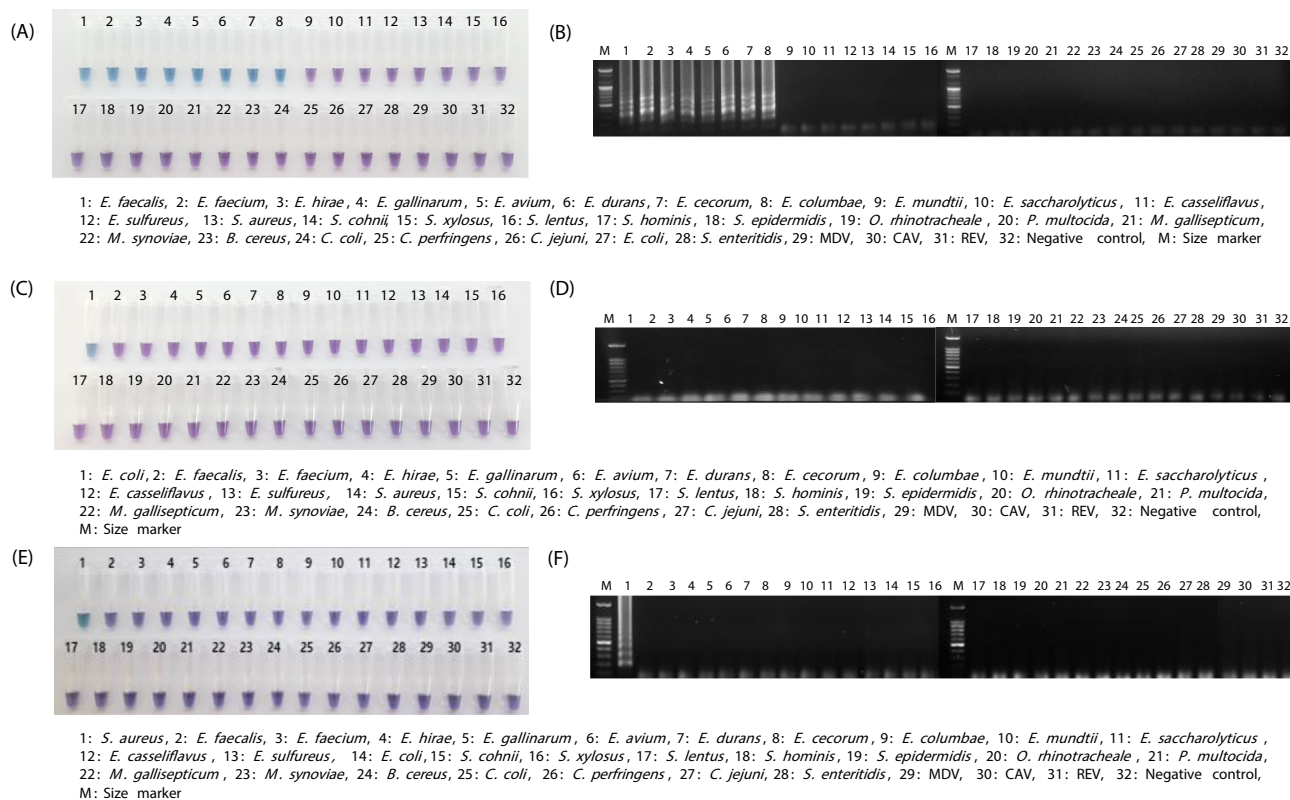 (A)
1 2 3 4 5 6 7 8 9 10 11 12 13 14 15 16
17 18 19 20 21 22 23 24 25 26 27 28 29 30 31 32
(B)
M 1 2 3 4 5 6 7 8 9 10 11 12 13 14 15 16 M 17 18 19 20 21 22 23 24 25 26 27 28 29 30 31 32
1: E. faecalis, 2: E. faecium, 3: E. hirae, 4: E. gallinarum, 5: E. avium, 6: E. durans, 7: E. cecorum, 8: E. columbae, 9: E. mundtii, 10: E. saccharolyticus, 11: E. casseliflavus,
12: E. sulfureus, 13: S. aureus, 14: S. cohnii, 15: S. xylosus, 16: S. lentus, 17: S. hominis, 18: S. epidermidis, 19: O. rhinotracheale, 20: P. multocida, 21: M. gallisepticum,
22: M. synoviae, 23: B. cereus, 24: C. coli, 25: C. perfringens, 26: C. jejuni, 27: E. coli, 28: S. enteritidis, 29: MDV, 30: CAV, 31: REV, 32: Negative control, M: Size marker
(C)
1 2 3 4 5 6 7 8 9 10 11 12 13 14 15 16
17 18 19 20 21 22 23 24 25 26 27 28 29 30 31 32
(D)
M 1 2 3 4 5 6 7 8 9 10 11 12 13 14 15 16 M 17 18 19 20 21 22 23 24 25 26 27 28 29 30 31 32
1: E. coli, 2: E. faecalis, 3: E. faecium, 4: E. hirae, 5: E. gallinarum, 6: E. avium, 7: E. durans, 8: E. cecorum, 9: E. columbae, 10: E. mundtii, 11: E. saccharolyticus,
12: E. casseliflavus, 13: E. sulfureus, 14: S. aureus, 15: S. cohnii, 16: S. xylosus, 17: S. lentus, 18: S. hominis, 19: S. epidermidis, 20: O. rhinotracheale, 21: P. multocida,
22: M. gallisepticum, 23: M. synoviae, 24: B. cereus, 25: C. coli, 26: C. perfringens, 27: C. jejuni, 28: S. enteritidis, 29: MDV, 30: CAV, 31: REV, 32: Negative control,
M: Size marker
(E)
1 2 3 4 5 6 7 8 9 10 11 12 13 14 15 16
17 18 19 20 21 22 23 24 25 26 27 28 29 30 31 32
(F)
M 1 2 3 4 5 6 7 8 9 10 11 12 13 14 15 16 M 17 18 19 20 21 22 23 24 25 26 27 28 29 30 31 32
1: S. aureus, 2: E. faecalis, 3: E. faecium, 4: E. hirae, 5: E. gallinarum, 6: E. avium, 7: E. durans, 8: E. cecorum, 9: E. columbae, 10: E. mundtii, 11: E. saccharolyticus,
12: E. casseliflavus, 13: E. sulfureus, 14: E. coli, 15: S. cohnii, 16: S. xylosus, 17: S. lentus, 18: S. hominis, 19: S. epidermidis, 20: O. rhinotracheale, 21: P. multocida,
22: M. gallisepticum, 23: M. synoviae, 24: B. cereus, 25: C. coli, 26: C. perfringens, 27: C. jejuni, 28: S. enteritidis, 29: MDV, 30: CAV, 31: REV, 32: Negative control,
M: Size marker